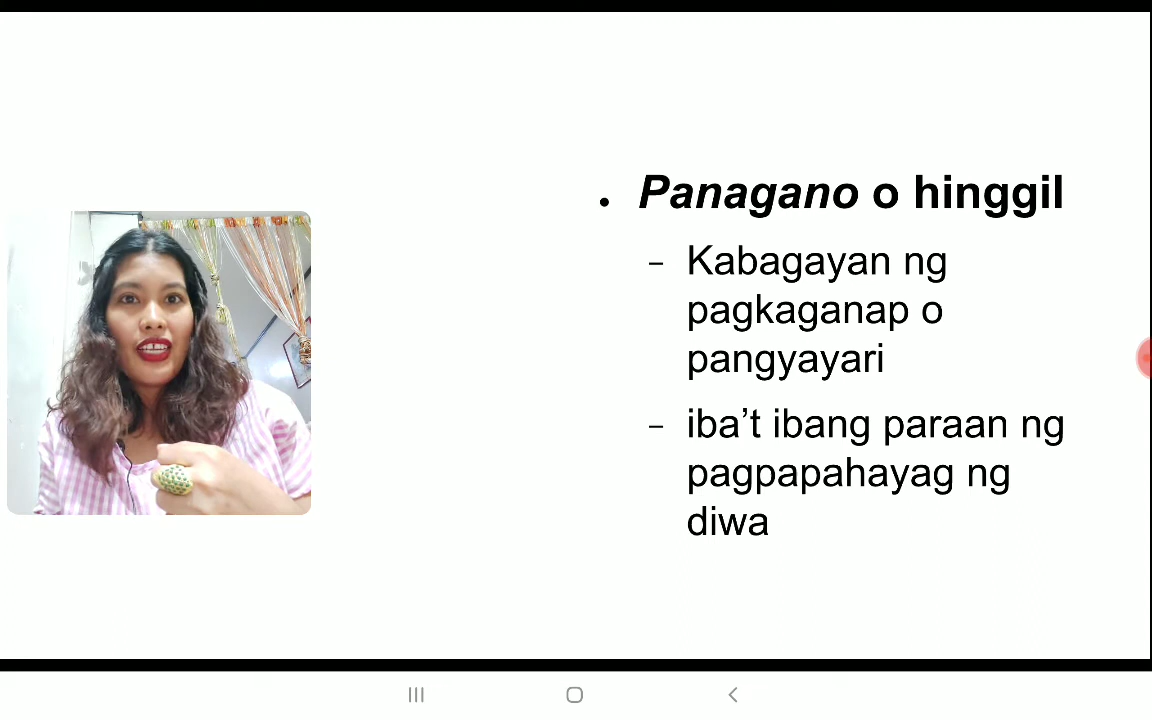 • Panagano o hinggil
– Kabagayan ng
pagkaganap o
pangyayari
– iba’t ibang paraan ng
pagpapahayag ng
diwa